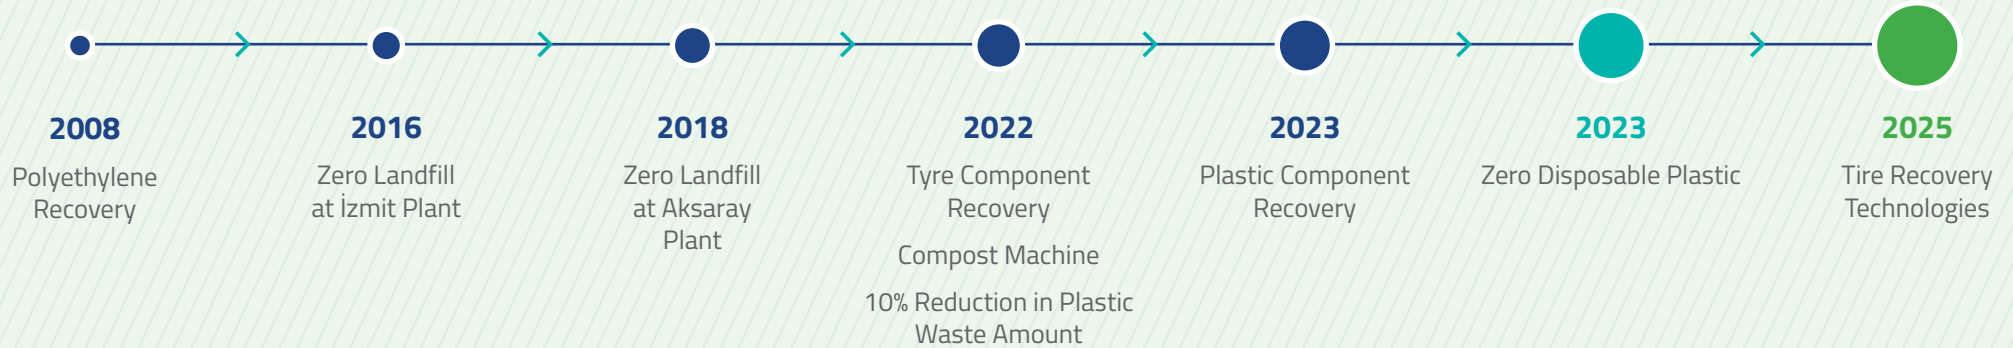 2008
Polyethylene
Recovery
2016
Zero Landfill
at İzmit Plant
2018
Zero Landfill
at Aksaray
Plant
2022
Tyre Component
Recovery
Compost Machine
10% Reduction in Plastic
Waste Amount
2023
Plastic Component
Recovery
2023
Zero Disposable Plastic
2025
Tire Recovery
Technologies